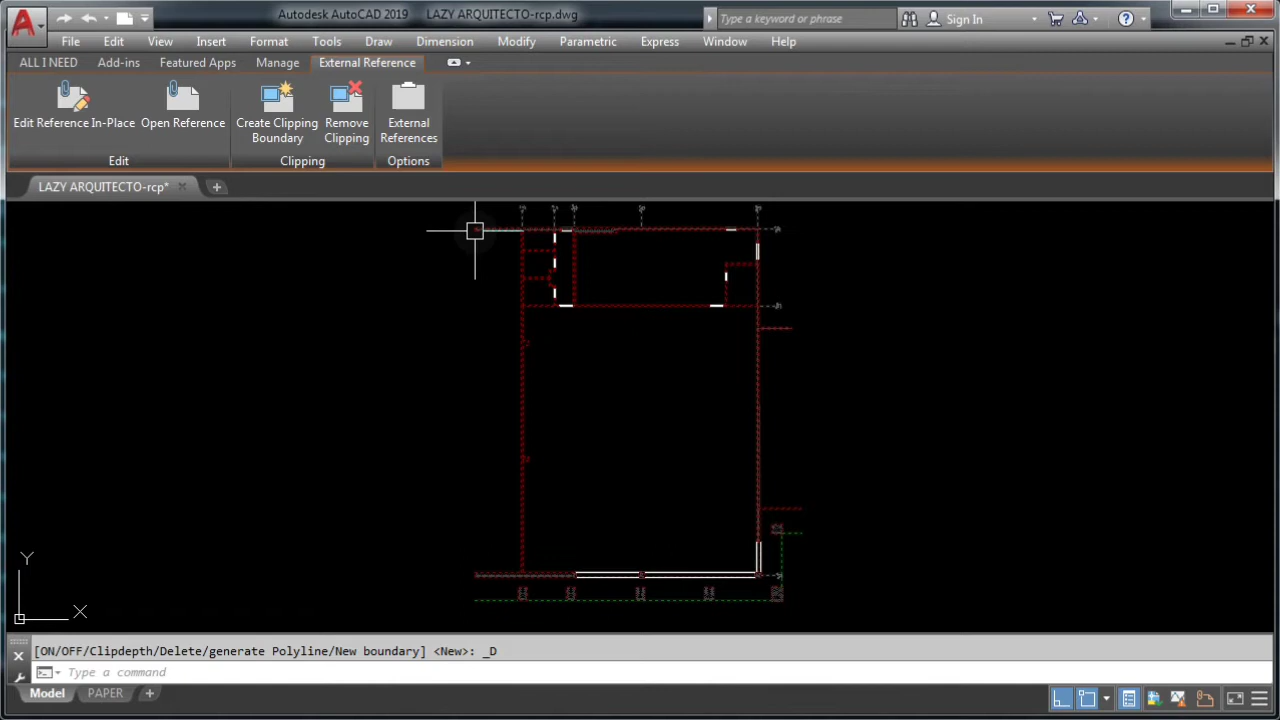 Autodesk AutoCAD 2019 LAZY ARQUITECTO-rcp.dwg Type a keyword or phrase Sign In
File Edit View Insert Format Tools Draw Dimension Modify Parametric Express Window Help
ALL I NEED Add-ins Featured Apps Manage External Reference
Edit Reference In-Place Open Reference Create Clipping Boundary Remove Clipping External References
Edit Clipping Options
LAZY ARQUITECTO-rcp*
Y
X
[ON/OFF/Clipdepth/Delete/generate Polyline/New boundary] <New>: _D
Type a command
Model PAPER